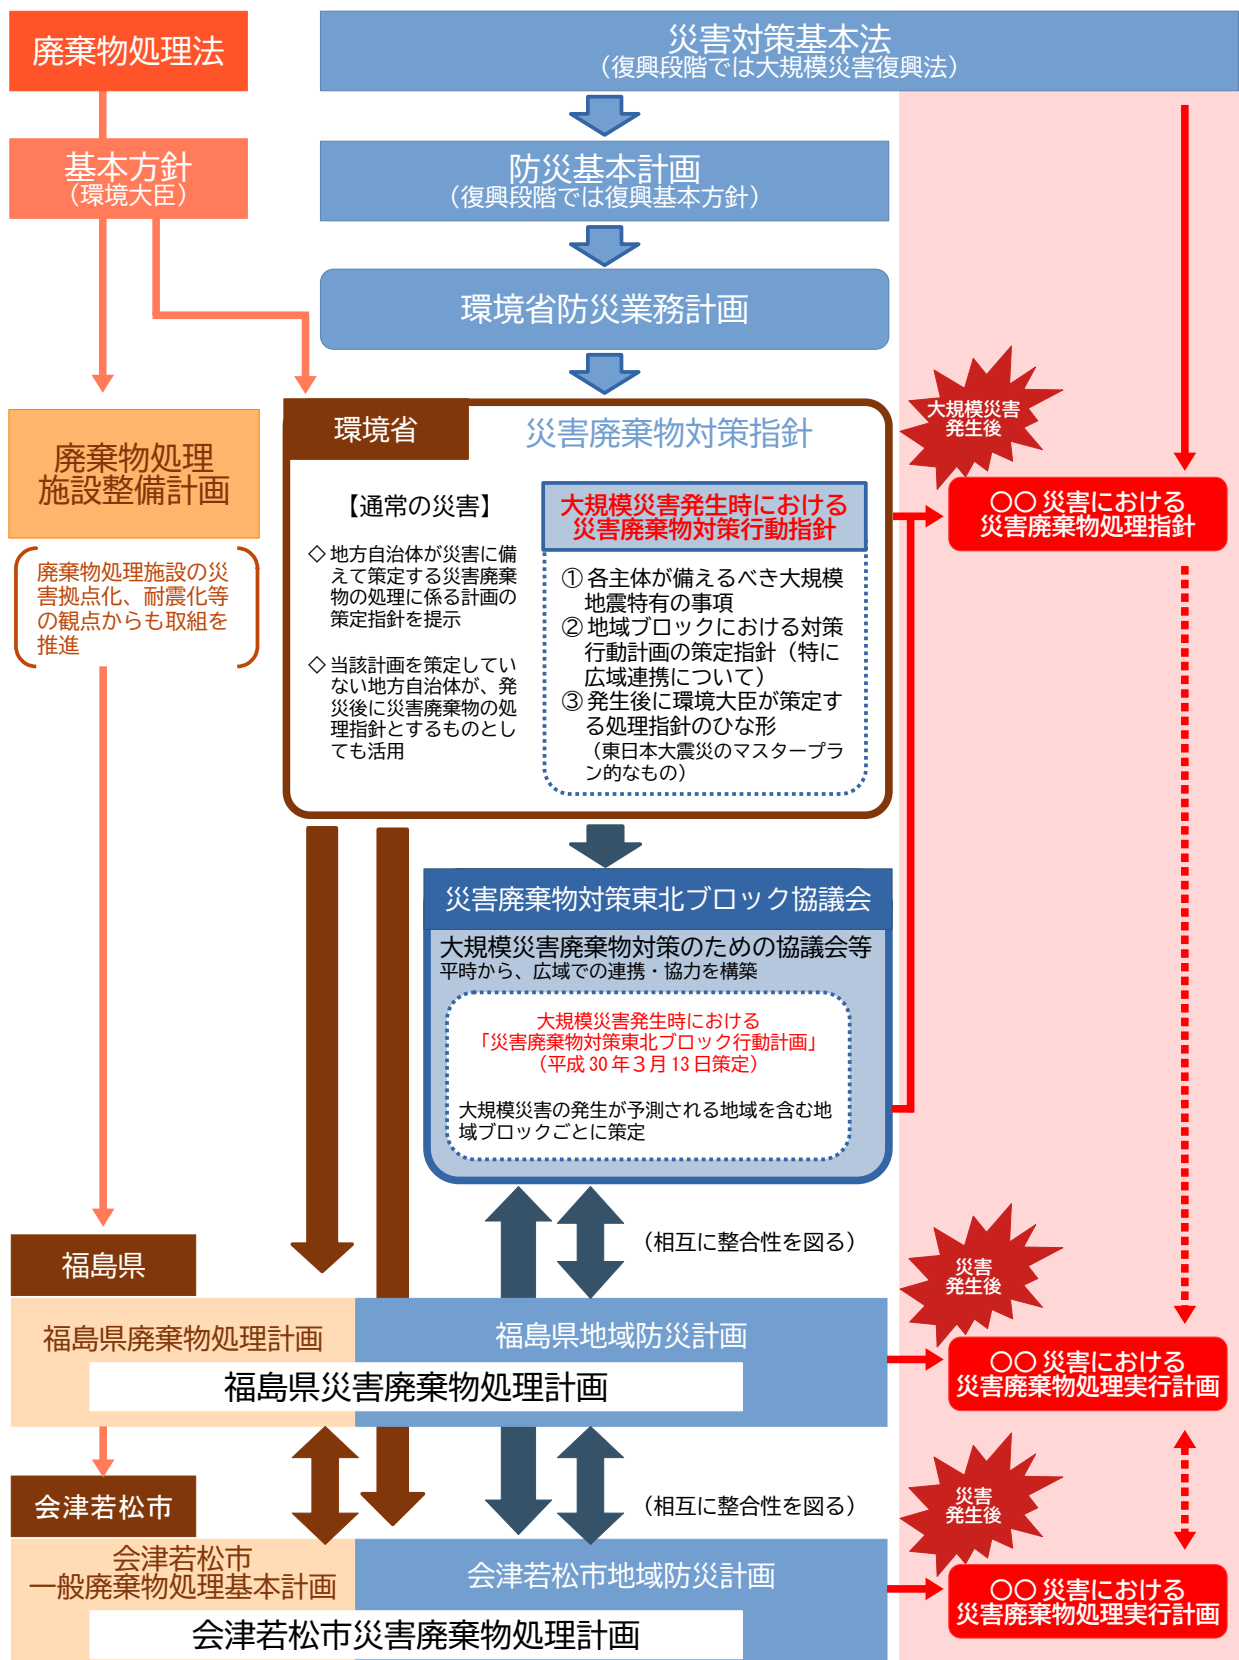 廃棄物処理法
災害対策基本法
（復興段階では大規模災害復興法）
基本方針
（環境大臣）
防災基本計画
（復興段階では復興基本方針）
環境省防災業務計画
廃棄物処理
施設整備計画
廃棄物処理施設の災
害拠点化、耐震化等
の観点からも取組を
推進
環境省
災害廃棄物対策指針
【通常の災害】
◇地方自治体が災害に備
えて策定する災害廃棄
物の処理に係る計画の
策定指針を提示
◇当該計画を策定してい
ない地方自治体が、発
災後に災害廃棄物の処
理指針とするものとし
ても活用
大規模災害発生時における
災害廃棄物対策行動指針
①各主体が備えるべき大規模
地震特有の事項
②地域ブロックにおける対策
行動計画の策定指針（特に
広域連携について）
③発生後に環境大臣が策定す
る処理指針のひな形
（東日本大震災のマスタープラ
ン的なもの）
大規模災害
発生後
〇〇災害における
災害廃棄物処理指針
災害廃棄物対策東北ブロック協議会
大規模災害廃棄物対策のための協議会等
平時から、広域での連携・協力を構築
大規模災害発生時における
「災害廃棄物対策東北ブロック行動計画」
（平成30年３月13日策定）
大規模災害の発生が予測される地域を含む地
域ブロックごとに策定
（相互に整合性を図る）
福島県
福島県廃棄物処理計画
福島県地域防災計画
福島県災害廃棄物処理計画
災害
発生後
〇〇災害における
災害廃棄物処理実行計画
（相互に整合性を図る）
会津若松市
会津若松市
一般廃棄物処理基本計画
会津若松市地域防災計画
会津若松市災害廃棄物処理計画
災害
発生後
〇〇災害における
災害廃棄物処理実行計画